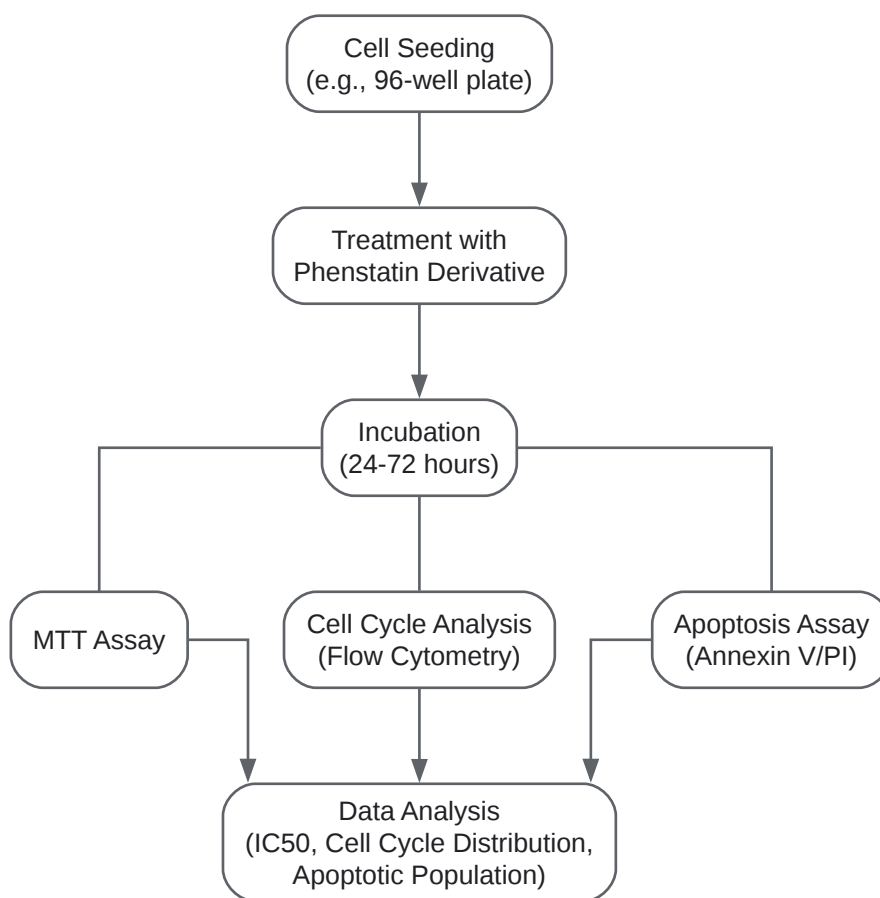 Cell Seeding
(e.g., 96-well plate)
Treatment with
Phenstatin Derivative
Incubation
(24-72 hours)
MTT Assay
Cell Cycle Analysis
(Flow Cytometry)
Apoptosis Assay
(Annexin V/PI)
Data Analysis
(IC50, Cell Cycle Distribution,
Apoptotic Population)